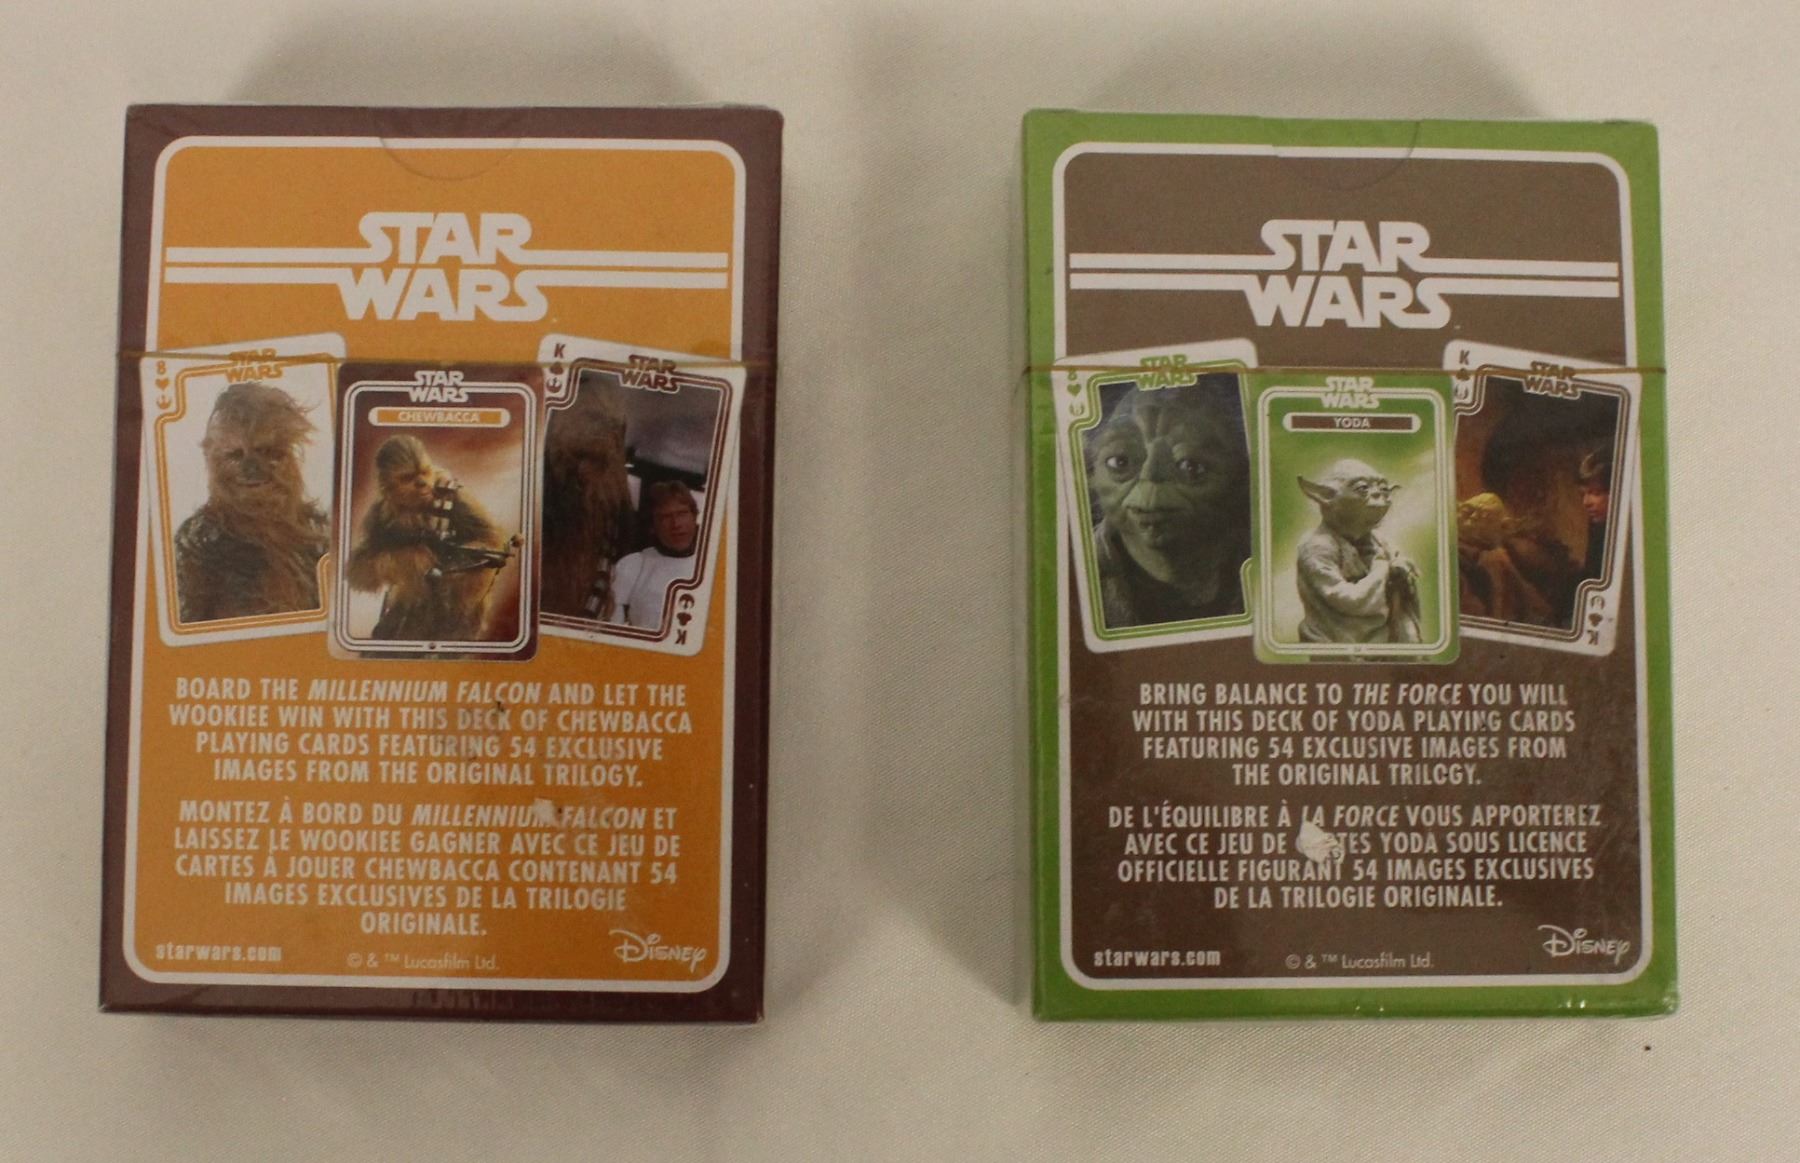 STAR
WARS
8
STAR
WARS
STAR
WARS
CHEWBACCA
K
STAR
WARS
K
BOARD THE MILLENNIUM FALCON AND LET THE
WOOKIEE WIN WITH THIS DECK OF CHEWBACCA
PLAYING CARDS FEATURING 54 EXCLUSIVE
IMAGES FROM THE ORIGINAL TRILOGY.
MONTEZ À BORD DU MILLENNIUM FALCON ET
LAISSEZ LE WOOKIEE GAGNER AVEC CE JEU DE
CARTES À JOUER CHEWBACCA CONTENANT 54
IMAGES EXCLUSIVES DE LA TRILOGIE
ORIGINALE.
starwars.com
© & ™ Lucasfilm Ltd.
Disney
STAR
WARS
8
STAR
WARS
STAR
WARS
YODA
K
STAR
WARS
K
BRING BALANCE TO THE FORCE YOU WILL
WITH THIS DECK OF YODA PLAYING CARDS
FEATURING 54 EXCLUSIVE IMAGES FROM
THE ORIGINAL TRILOGY.
DE L'ÉQUILIBRE À LA FORCE VOUS APPORTEREZ
AVEC CE JEU DE CARTES YODA SOUS LICENCE
OFFICIELLE FIGURANT 54 IMAGES EXCLUSIVES
DE LA TRILOGIE ORIGINALE.
starwars.com
© & ™ Lucasfilm Ltd.
Disney